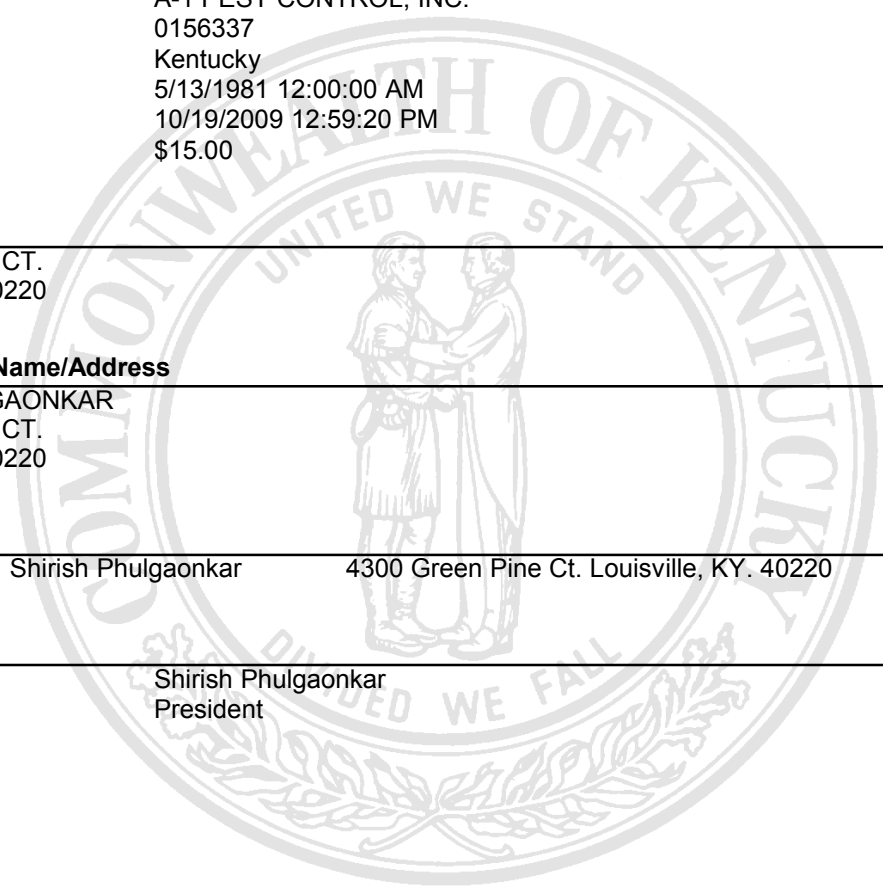 A-1 PEST CONTROL, INC.
0156337
Kentucky
5/13/1981 12:00:00 AM
10/19/2009 12:59:20 PM
$15.00
COMMONWEALTH OF KENTUCKY
UNITED WE STAND
CT.
0220
Name/Address
GAONKAR
CT.
0220
Shirish Phulgaonkar 4300 Green Pine Ct. Louisville, KY. 40220
Shirish Phulgaonkar
President
DIVIDED WE FALL